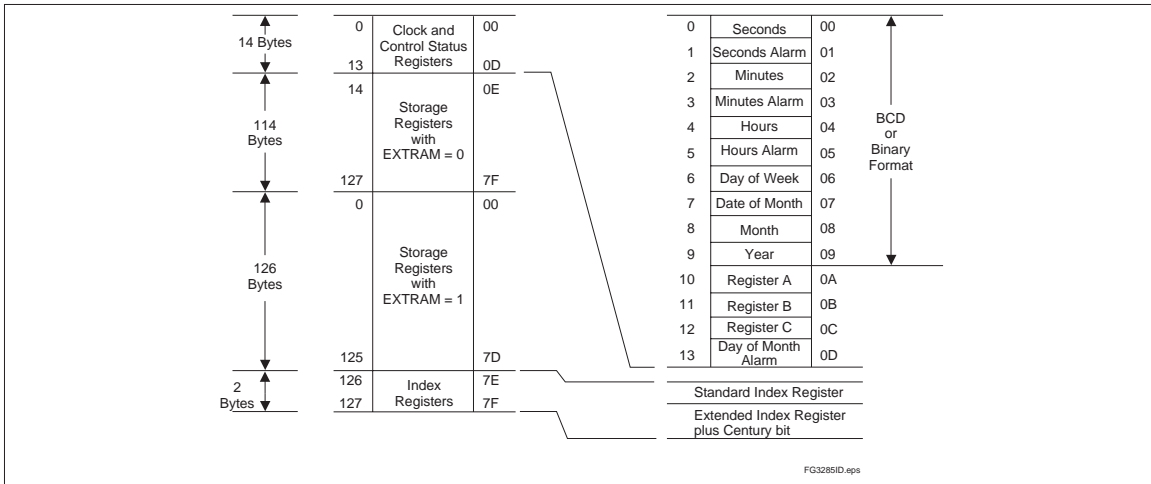 14 Bytes
0
Clock and
Control Status
Registers
00
13
0D
114
Bytes
14
0E
Storage
Registers
with
EXTRAM = 0
127
7F
126
Bytes
0
00
Storage
Registers
with
EXTRAM = 1
125
7D
2
Bytes
126
Index
Registers
7E
127
7F
0 Seconds 00
1 Seconds Alarm 01
2 Minutes 02
3 Minutes Alarm 03
4 Hours 04
5 Hours Alarm 05
6 Day of Week 06
7 Date of Month 07
8 Month 08
9 Year 09
10 Register A 0A
11 Register B 0B
12 Register C 0C
13 Day of Month
Alarm 0D
BCD
or
Binary
Format
Standard Index Register
Extended Index Register
plus Century bit
FG3285ID.eps